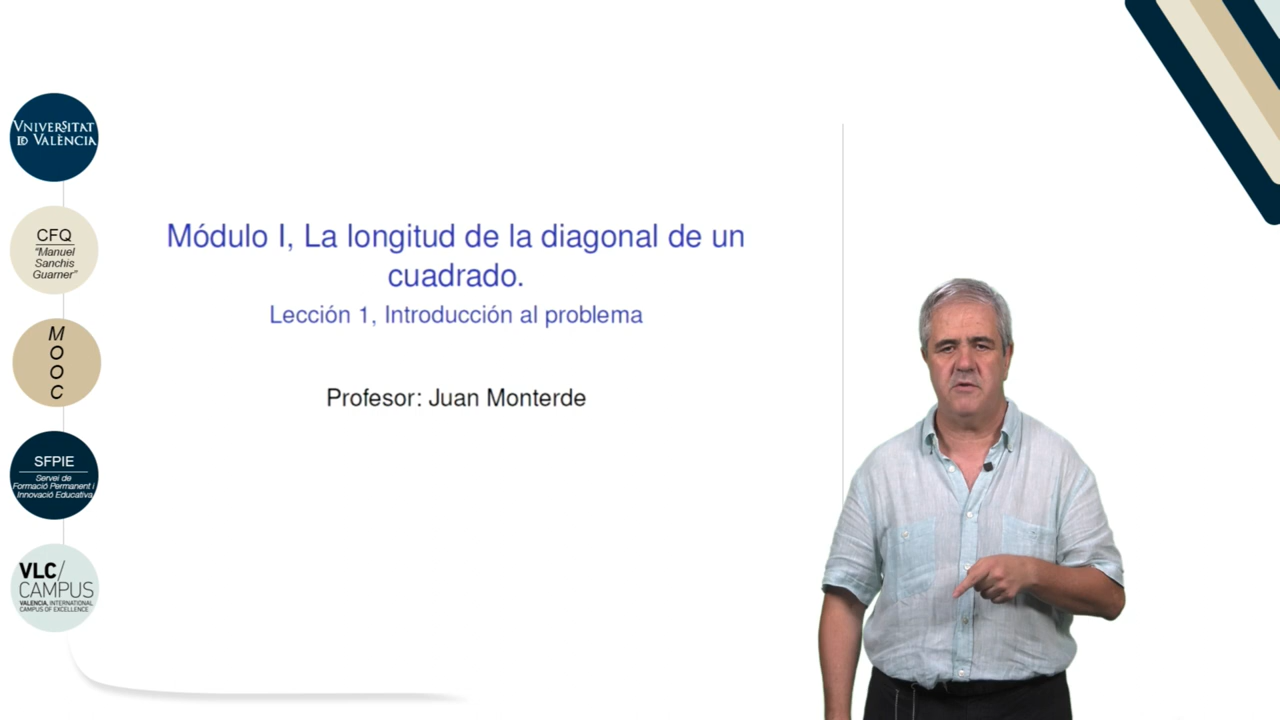 VNIVERSITAT
ID VALÈNCIA
CFQ
"Manuel
Sanchis
Guarner"
M
O
O
C
SFPIE
Servei de
Formació Permanent i
Innovació Educativa
VLC/
CAMPUS
VALENCIA, INTERNATIONAL
CAMPUS OF EXCELLENCE
Módulo I, La longitud de la diagonal de un
cuadrado.
Lección 1, Introducción al problema
Profesor: Juan Monterde